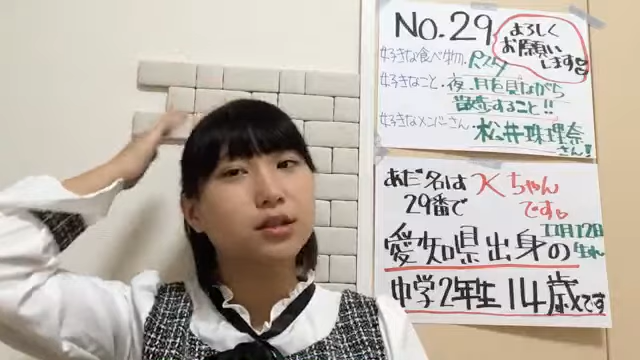 No.29
よろしく
お願い
します
好きな食べ物.パスタ
好きなこと・夜、月を見ながら
散歩すること!!
好きなメンバーさん・松井珠理奈
さん!
あだ名はKちゃん
29番で
です。
11月12日
生れ
愛知県出身の
中学2年生14歳です